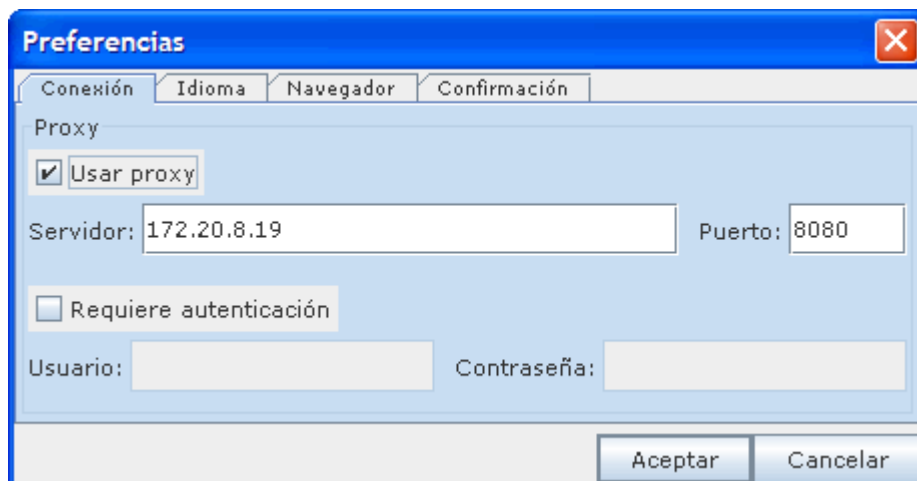 Preferencias
Conexión Idioma Navegador Confirmación
Proxy
Usar proxy
Servidor: 172.20.8.19 Puerto: 8080
Requiere autenticación
Usuario: Contraseña:
Aceptar Cancelar